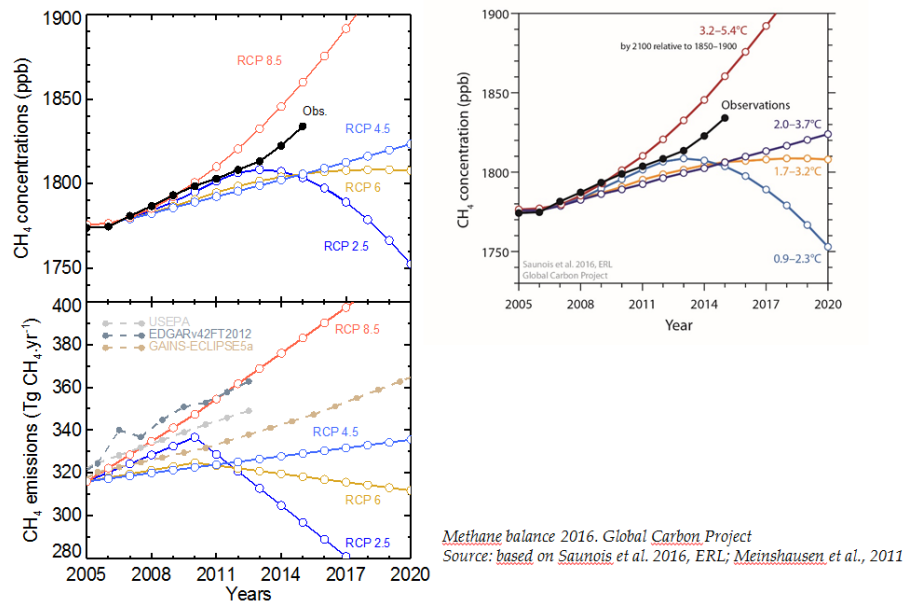 1900
1850
1800
1750
CH₄ concentrations (ppb)
RCP 8.5
Obs.
RCP 4.5
RCP 6
RCP 2.5
400
380
360
340
320
300
280
CH₄ emissions (Tg CH₄.yr⁻¹)
USEPA
EDGARv42FT2012
GAINS-ECLIPSE5a
RCP 8.5
RCP 4.5
RCP 6
RCP 2.5
2005 2008 2011 2014 2017 2020
Years
1900
1850
1800
1750
CH₄ concentration (ppb)
3.2–5.4°C
by 2100 relative to 1850–1900
Observations
2.0–3.7°C
1.7–3.2°C
0.9–2.3°C
Saunois et al. 2016, ERL
Global Carbon Project
2005 2008 2011 2014 2017 2020
Year
Methane balance 2016. Global Carbon Project
Source: based on Saunois et al. 2016, ERL; Meinshausen et al., 2011